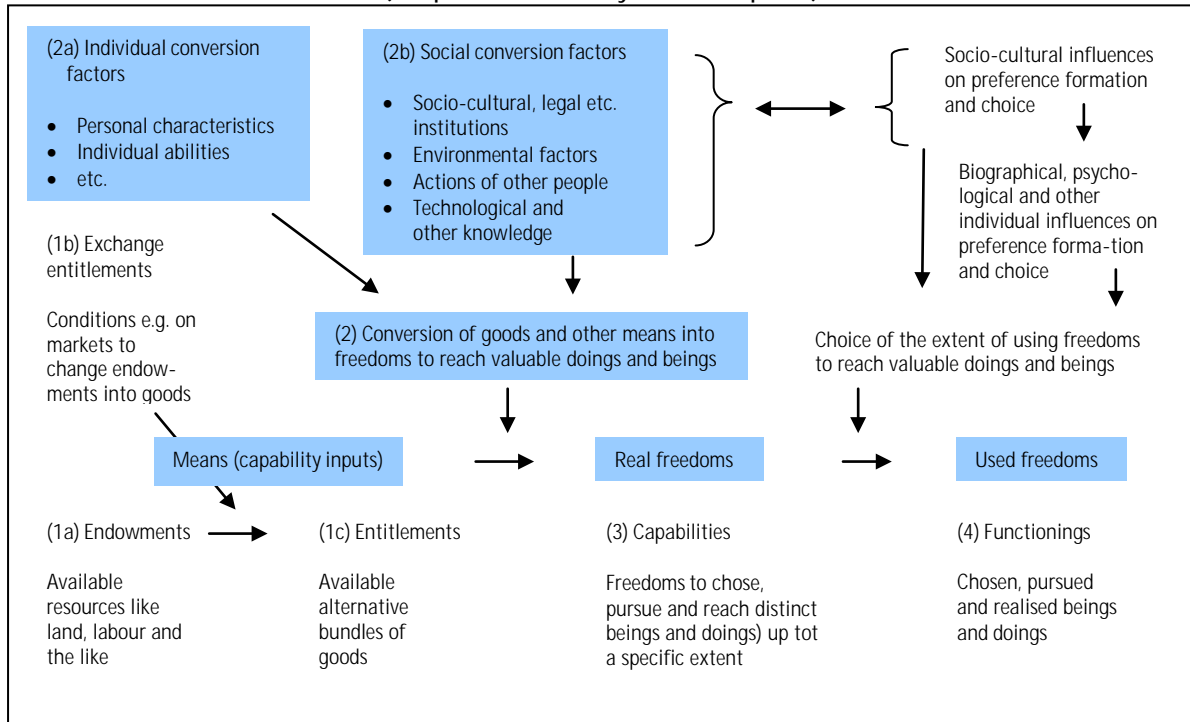 (2a) Individual conversion
factors
• Personal characteristics
• Individual abilities
• etc.
(2b) Social conversion factors
• Socio-cultural, legal etc.
institutions
• Environmental factors
• Actions of other people
• Technological and
other knowledge
Socio-cultural influences
on preference formation
and choice
Biographical, psycho-
logical and other
individual influences on
preference forma-tion
and choice
(1b) Exchange
entitlements
Conditions e.g. on
markets to
change endow-
ments into goods
(2) Conversion of goods and other means into
freedoms to reach valuable doings and beings
Choice of the extent of using freedoms
to reach valuable doings and beings
Means (capability inputs)
Real freedoms
Used freedoms
(1a) Endowments
Available
resources like
land, labour and
the like
(1c) Entitlements
Available
alternative
bundles of
goods
(3) Capabilities
Freedoms to chose,
pursue and reach distinct
beings and doings) up tot
a specific extent
(4) Functionings
Chosen, pursued
and realised beings
and doings